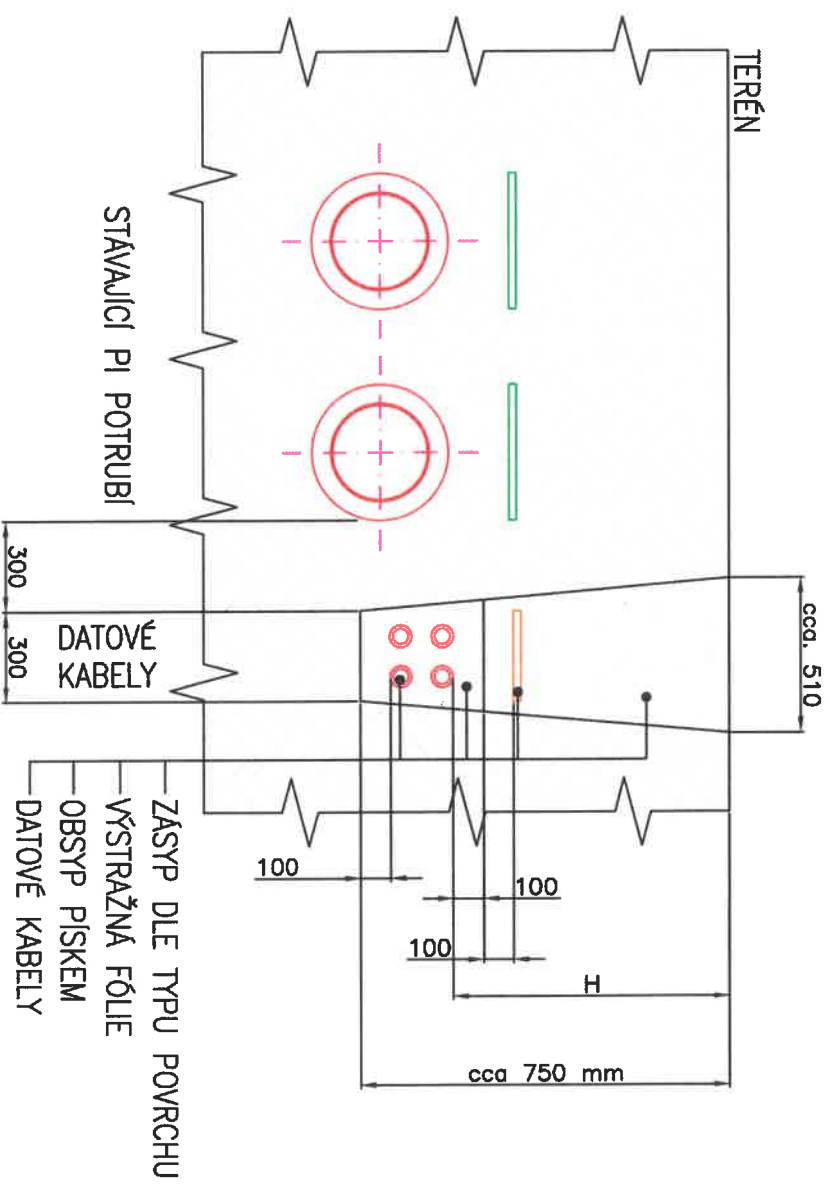 TERÉN
cca. 510
STÁVAJÍCÍ PI POTRUBÍ
DATOVÉ
KABELY
300
300
100
100
100
H
cca 750 mm
ZÁSYP DLE TYPU POVRCHU
VÝSTRAŽNÁ FÓLIE
OBSYP PÍSKEM
DATOVÉ KABELY